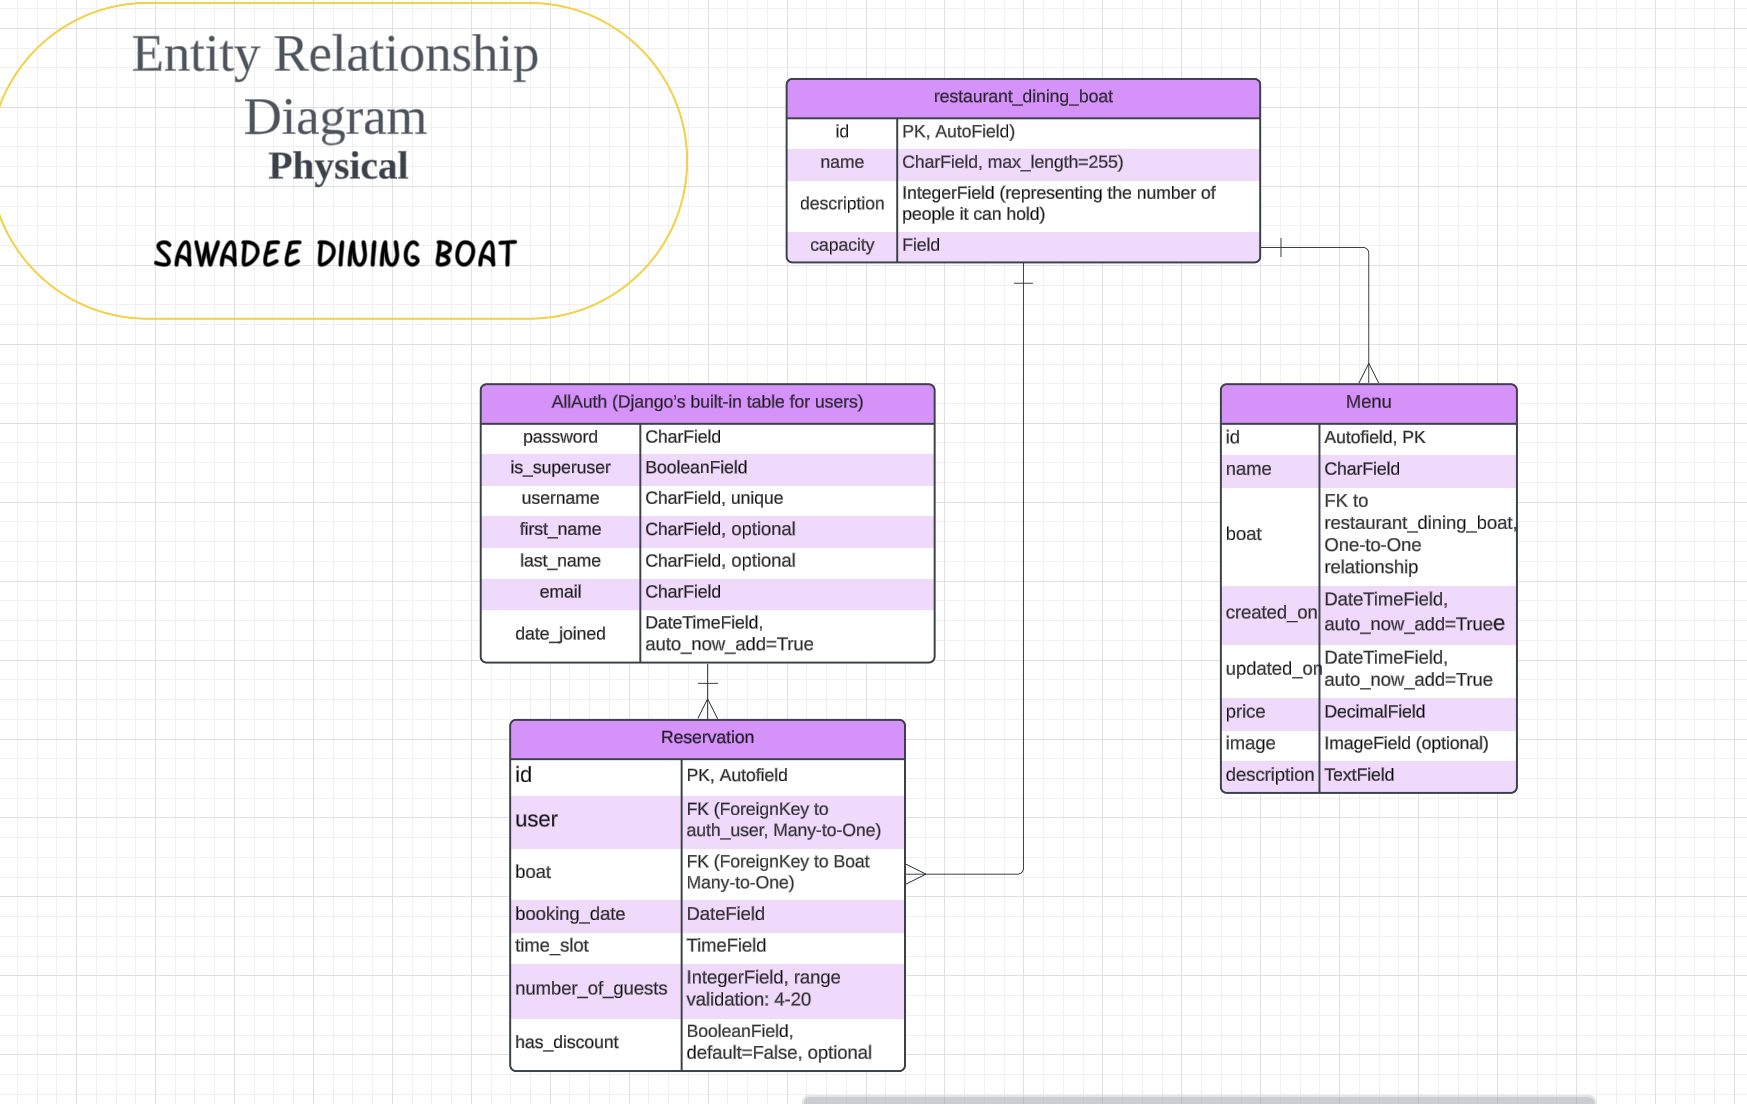 Entity Relationship
Diagram
Physical
SAWADEE DINING BOAT
restaurant_dining_boat
id PK, AutoField)
name CharField, max_length=255)
description IntegerField (representing the number of
people it can hold)
capacity Field
AllAuth (Django’s built-in table for users)
password CharField
is_superuser BooleanField
username CharField, unique
first_name CharField, optional
last_name CharField, optional
email CharField
date_joined DateTimeField,
auto_now_add=True
Menu
id Autofield, PK
name CharField
boat FK to
restaurant_dining_boat,
One-to-One
relationship
created_on DateTimeField,
auto_now_add=Truee
updated_on DateTimeField,
auto_now_add=True
price DecimalField
image ImageField (optional)
description TextField
Reservation
id PK, Autofield
user FK (ForeignKey to
auth_user, Many-to-One)
boat FK (ForeignKey to Boat
Many-to-One)
booking_date DateField
time_slot TimeField
number_of_guests IntegerField, range
validation: 4-20
has_discount BooleanField,
default=False, optional